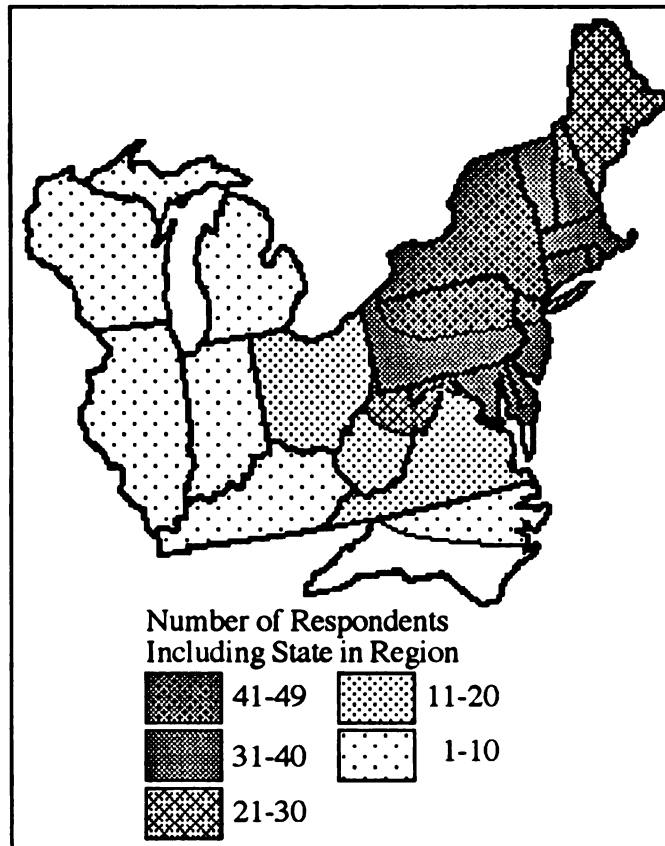 Number of Respondents
Including State in Region
41-49
11-20
31-40
1-10
21-30